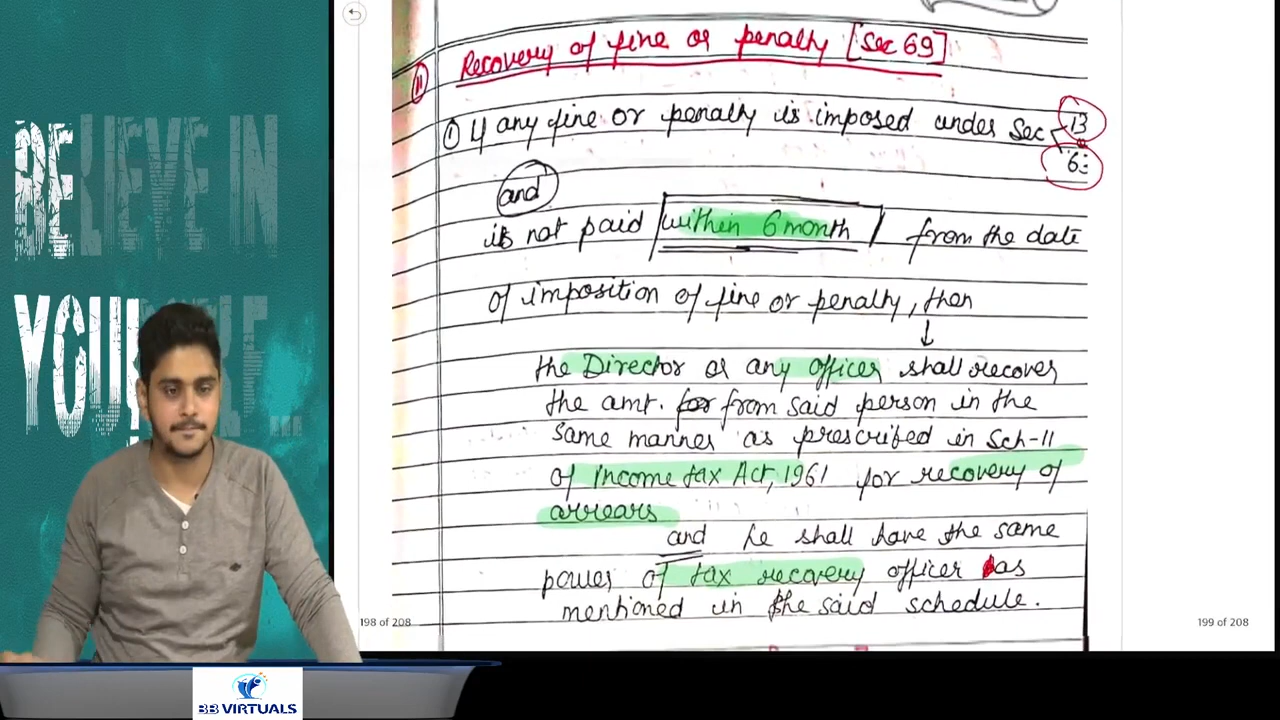 BELIEVE IN
Recovery of fine or penalty [Sec 69]
11
① If any fine or penalty is imposed under Sec 13
and
is not paid within 6 month from the date
of imposition of fine or penalty, then
↓
the Director or any officer shall recover
the amt. for from said person in the
same manner as prescribed in Sch-II
of Income tax Act, 1961 for recovery of
arrears
and he shall have the same
power of tax recovery officer as
mentioned in the said schedule.
198 of 208
199 of 208
BB VIRTUALS